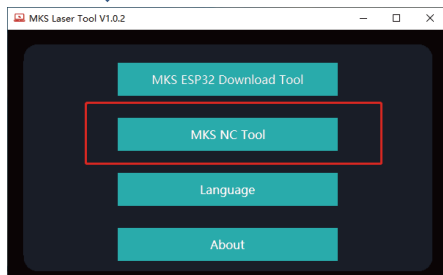 MKS Laser Tool V1.0.2
MKS ESP32 Download Tool
MKS NC Tool
Language
About